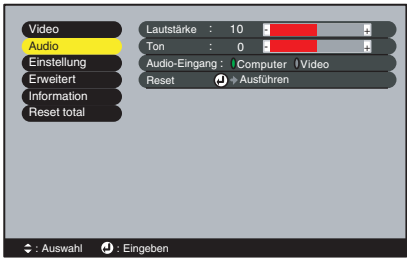 Video
Audio
Einstellung
Erweitert
Information
Reset total
Lautstärke : 10 - +
Ton : 0 - +
Audio-Eingang : Computer Video
Reset Ausführen
: Auswahl : Eingeben